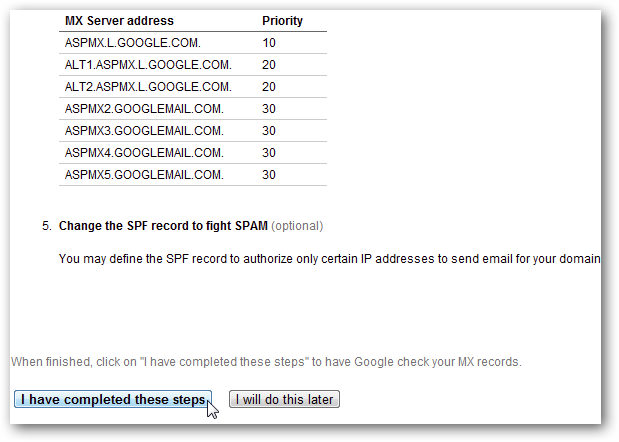 MX Server address Priority
ASPMX.L.GOOGLE.COM. 10
ALT1.ASPMX.L.GOOGLE.COM. 20
ALT2.ASPMX.L.GOOGLE.COM. 20
ASPMX2.GOOGLEMAIL.COM. 30
ASPMX3.GOOGLEMAIL.COM. 30
ASPMX4.GOOGLEMAIL.COM. 30
ASPMX5.GOOGLEMAIL.COM. 30
5. Change the SPF record to fight SPAM (optional)
You may define the SPF record to authorize only certain IP addresses to send email for your domain
When finished, click on "I have completed these steps" to have Google check your MX records.
I have completed these steps I will do this later